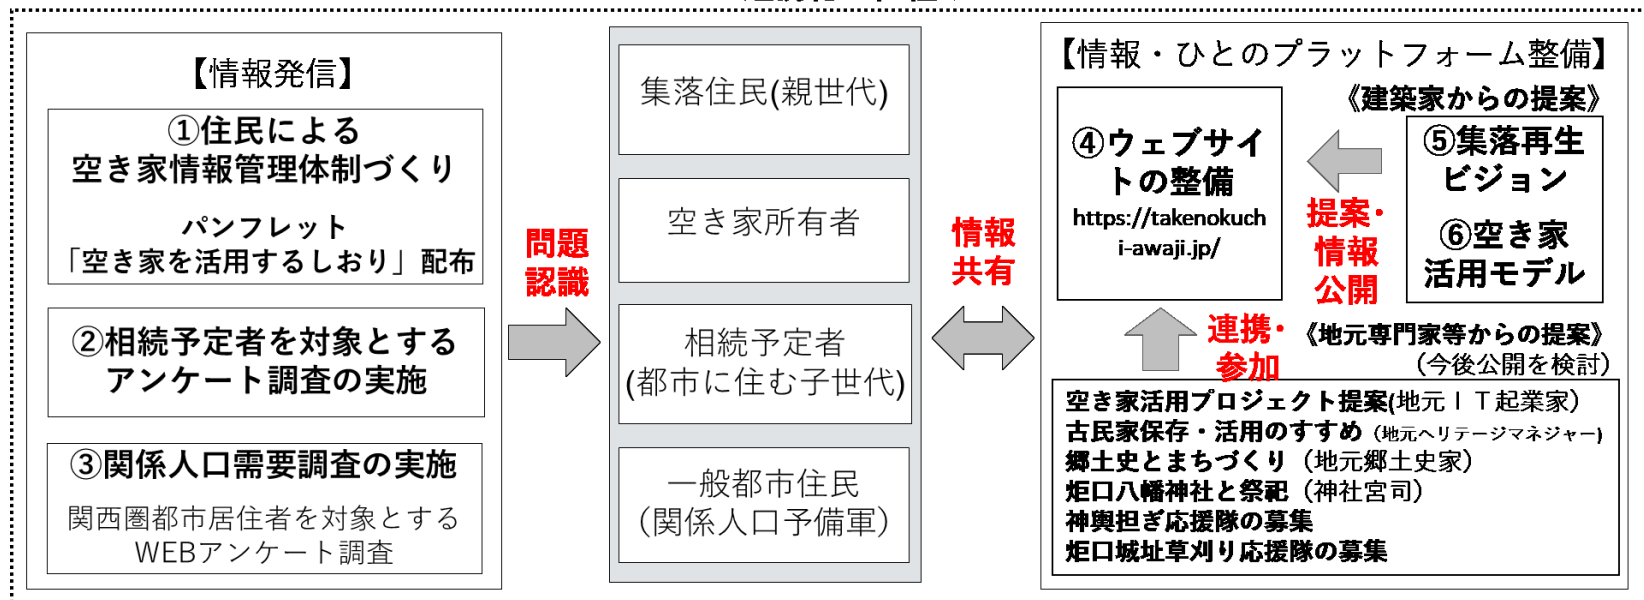 【情報発信】
①住民による
空き家情報管理体制づくり
パンフレット
「空き家を活用するしおり」配布
②相続予定者を対象とする
アンケート調査の実施
③関係人口需要調査の実施
関西圏都市居住者を対象とする
WEBアンケート調査
問題
認識
集落住民(親世代)
空き家所有者
相続予定者
(都市に住む子世代)
一般都市住民
（関係人口予備軍）
情報
共有
【情報・ひとのプラットフォーム整備】
《建築家からの提案》
④ウェブサイ
トの整備
https://takenokuch
i-awaji.jp/
提案・
情報
公開
⑤集落再生
ビジョン
⑥空き家
活用モデル
連携・
参加
《地元専門家等からの提案》
（今後公開を検討）
空き家活用プロジェクト提案(地元ＩＴ起業家）
古民家保存・活用のすすめ（地元ヘリテージマネジャー)
郷土史とまちづくり（地元郷土史家）
炬口八幡神社と祭祀（神社宮司）
神輿担ぎ応援隊の募集
炬口城址草刈り応援隊の募集